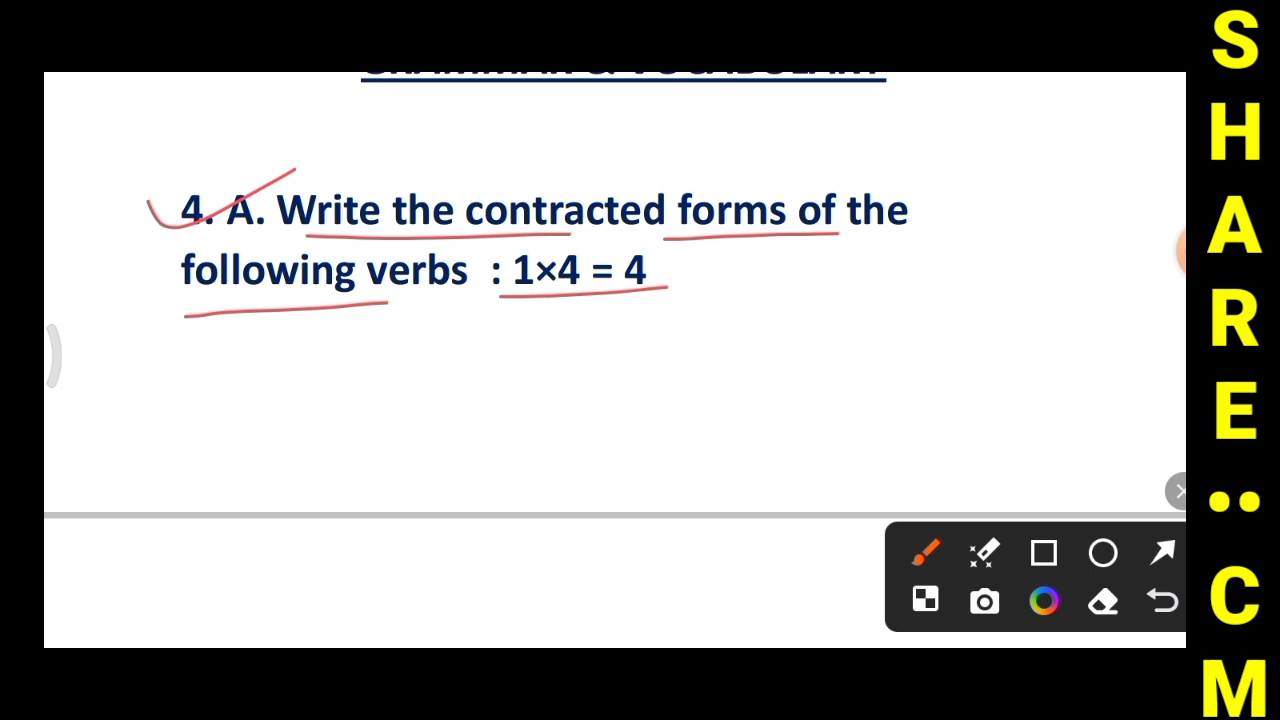 4. A. Write the contracted forms of the
following verbs : 1×4 = 4
S
H
A
R
E
••
C
M